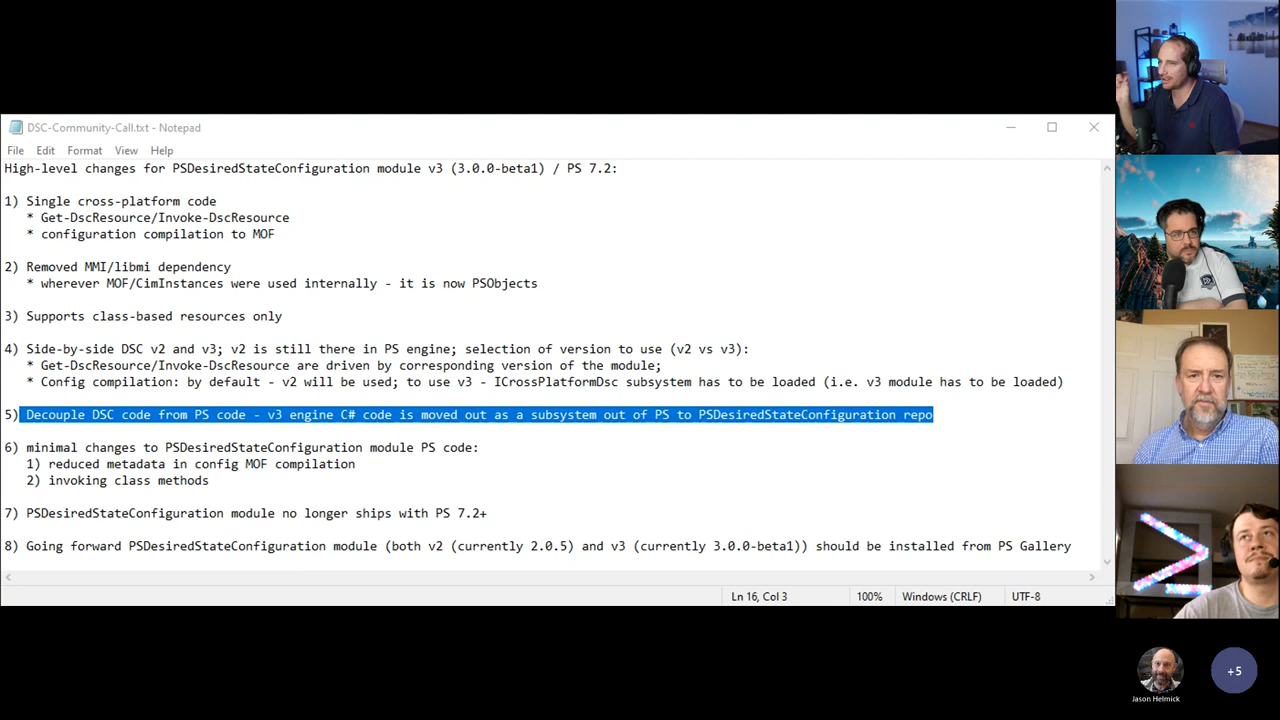 DSC-Community-Call.txt - Notepad
File Edit Format View Help
High-level changes for PSDesiredStateConfiguration module v3 (3.0.0-beta1) / PS 7.2:
1) Single cross-platform code
* Get-DscResource/Invoke-DscResource
* configuration compilation to MOF
2) Removed MMI/libmi dependency
* wherever MOF/CimInstances were used internally - it is now PSObjects
3) Supports class-based resources only
4) Side-by-side DSC v2 and v3; v2 is still there in PS engine; selection of version to use (v2 vs v3):
* Get-DscResource/Invoke-DscResource are driven by corresponding version of the module;
* Config compilation: by default - v2 will be used; to use v3 - ICrossPlatformDsc subsystem has to be loaded (i.e. v3 module has to be loaded)
5) Decouple DSC code from PS code - v3 engine C# code is moved out as a subsystem out of PS to PSDesiredStateConfiguration repo
6) minimal changes to PSDesiredStateConfiguration module PS code:
1) reduced metadata in config MOF compilation
2) invoking class methods
7) PSDesiredStateConfiguration module no longer ships with PS 7.2+
8) Going forward PSDesiredStateConfiguration module (both v2 (currently 2.0.5) and v3 (currently 3.0.0-beta1)) should be installed from PS Gallery
Ln 16, Col 3 100% Windows (CRLF) UTF-8
Jason Helmick
+5